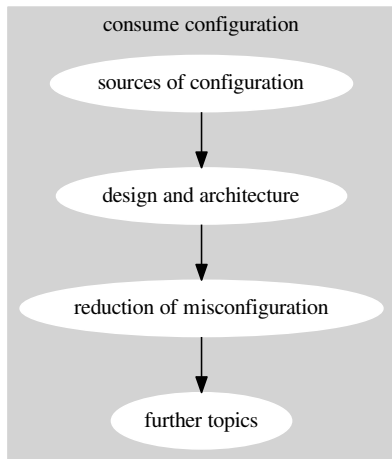 consume configuration
sources of configuration
design and architecture
reduction of misconfiguration
further topics